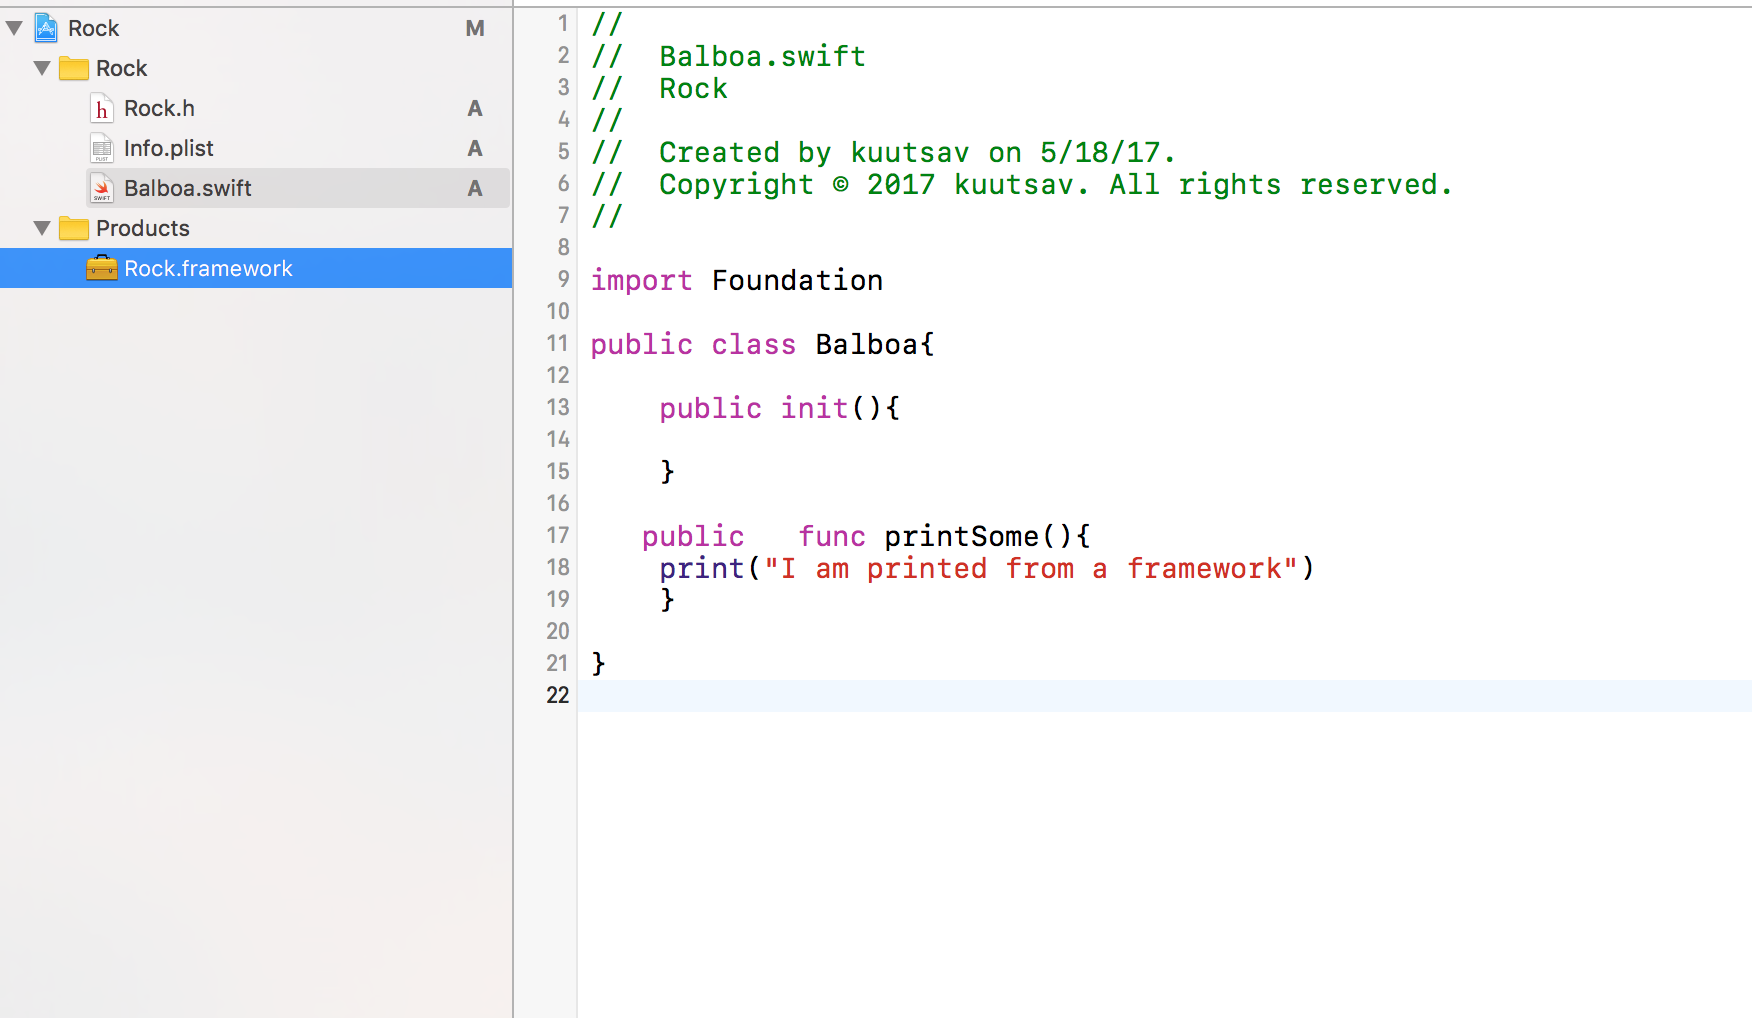 Rock M
Rock
Rock.h A
Info.plist A
Balboa.swift A
Products
Rock.framework
1 //
2 //  Balboa.swift
3 //  Rock
4 //
5 //  Created by kuutsav on 5/18/17.
6 //  Copyright © 2017 kuutsav. All rights reserved.
7 //
8
9 import Foundation
10
11 public class Balboa{
12
13     public init(){
14
15     }
16
17    public   func printSome(){
18     print("I am printed from a framework")
19     }
20
21 }
22